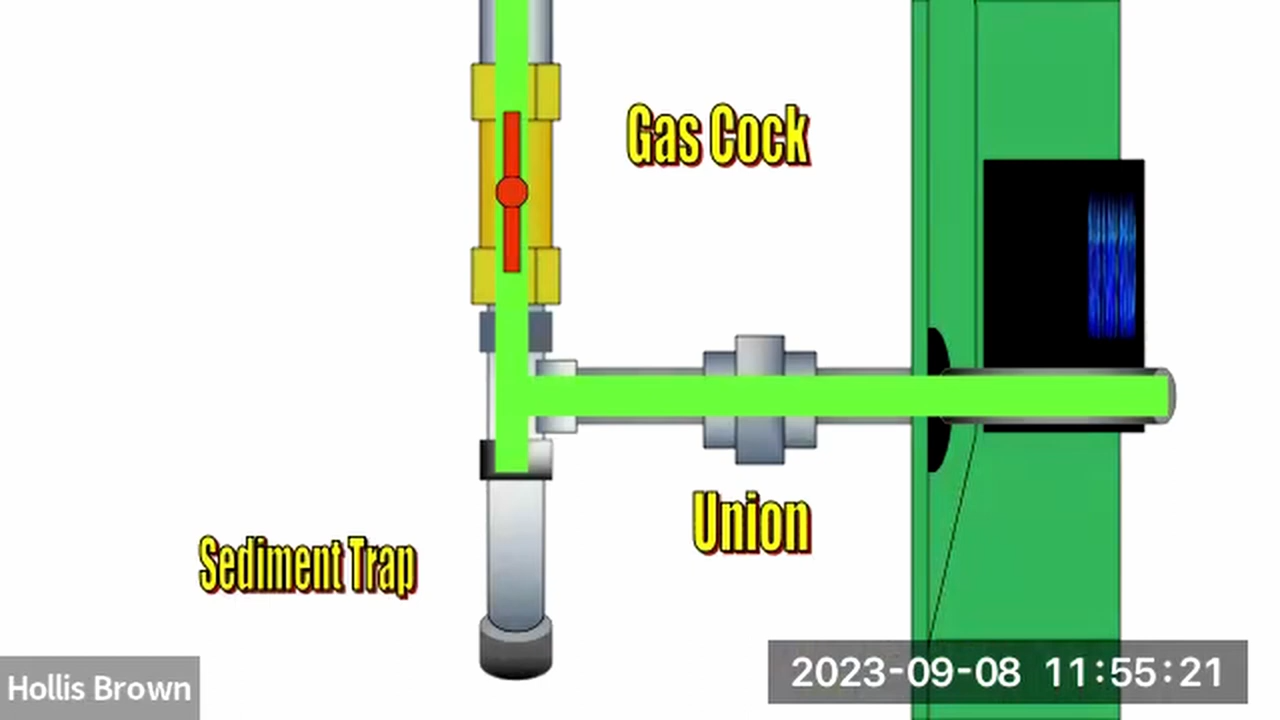 Gas Cock
Union
Sediment Trap
Hollis Brown
2023-09-08 11:55:21